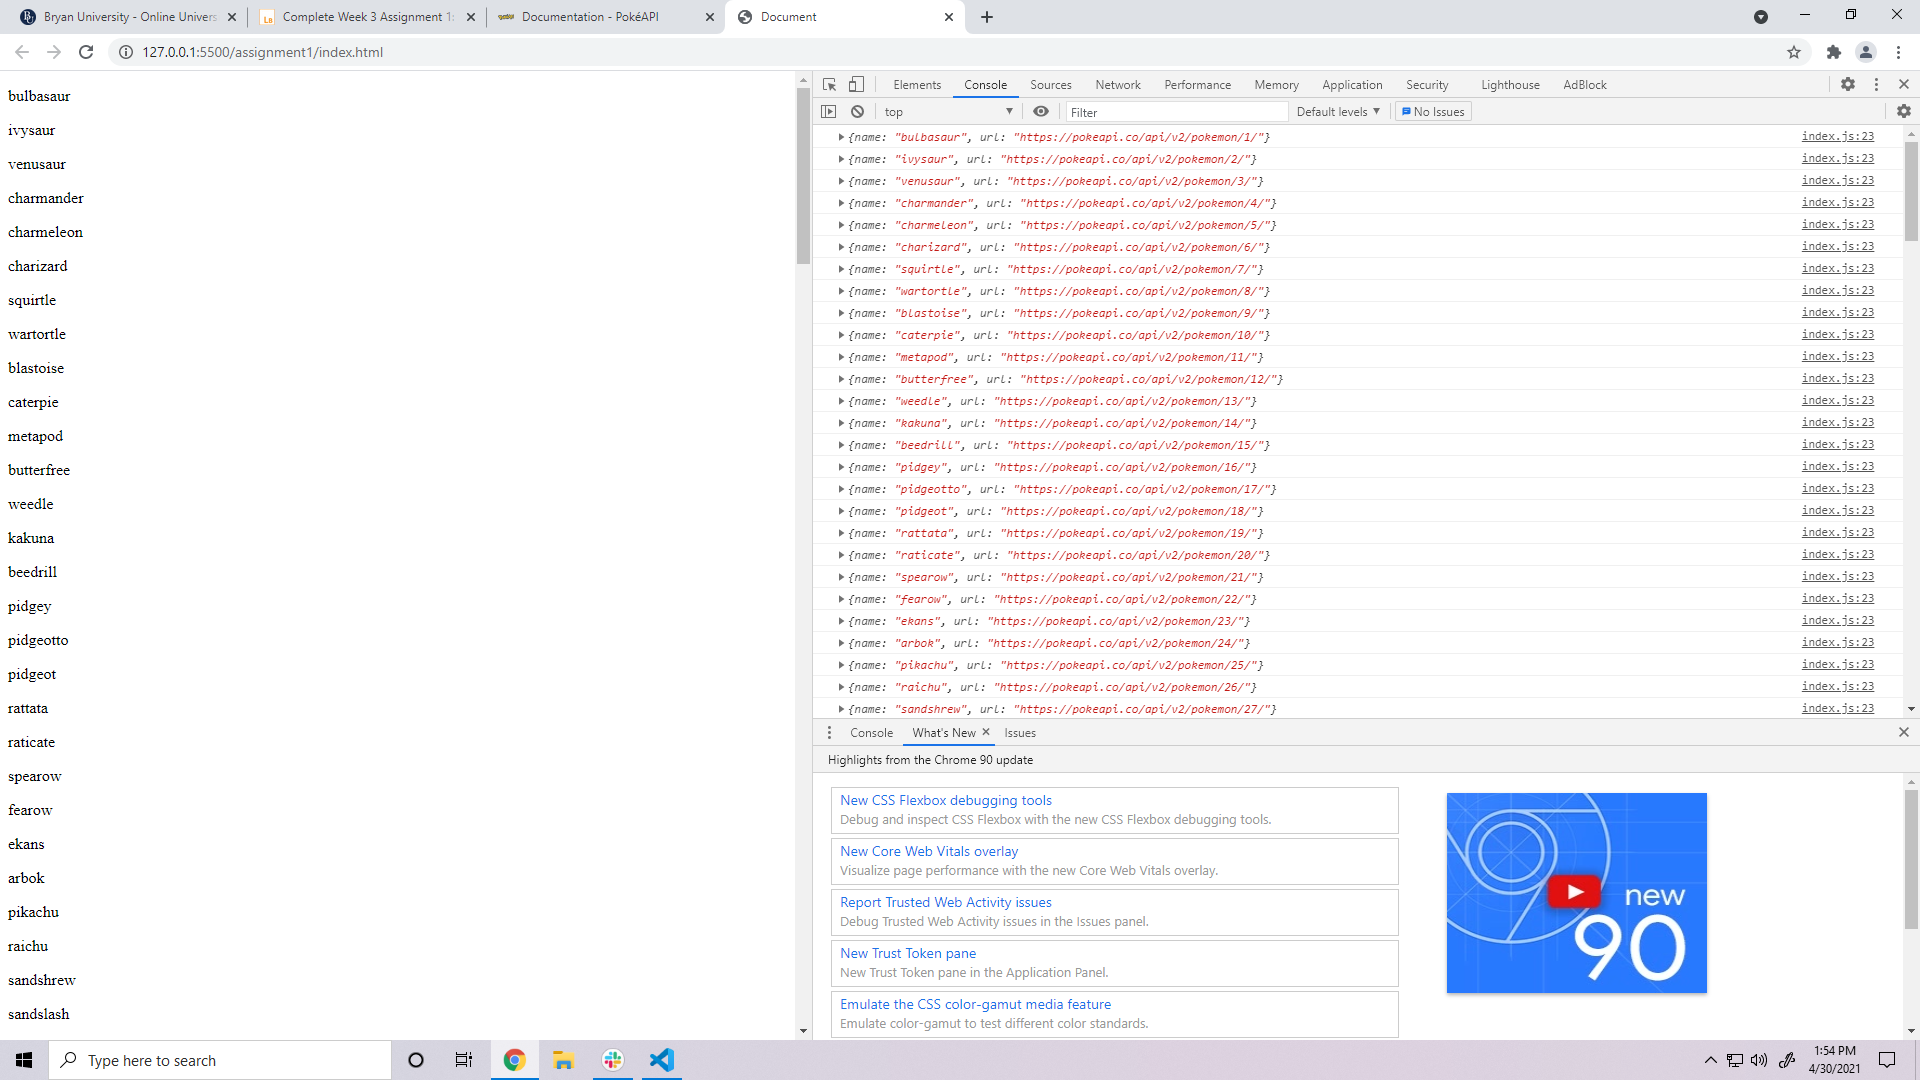 Bryan University - Online Univers
Complete Week 3 Assignment 1:
Documentation - PokéAPI
Document
127.0.0.1:5500/assignment1/index.html
bulbasaur
ivysaur
venusaur
charmander
charmeleon
charizard
squirtle
wartortle
blastoise
caterpie
metapod
butterfree
weedle
kakuna
beedrill
pidgey
pidgeotto
pidgeot
rattata
raticate
spearow
fearow
ekans
arbok
pikachu
raichu
sandshrew
sandslash
Elements Console Sources Network Performance Memory Application Security Lighthouse AdBlock
top Filter Default levels No Issues
{name: "bulbasaur", url: "https://pokeapi.co/api/v2/pokemon/1/"} index.js:23
{name: "ivysaur", url: "https://pokeapi.co/api/v2/pokemon/2/"} index.js:23
{name: "venusaur", url: "https://pokeapi.co/api/v2/pokemon/3/"} index.js:23
{name: "charmander", url: "https://pokeapi.co/api/v2/pokemon/4/"} index.js:23
{name: "charmeleon", url: "https://pokeapi.co/api/v2/pokemon/5/"} index.js:23
{name: "charizard", url: "https://pokeapi.co/api/v2/pokemon/6/"} index.js:23
{name: "squirtle", url: "https://pokeapi.co/api/v2/pokemon/7/"} index.js:23
{name: "wartortle", url: "https://pokeapi.co/api/v2/pokemon/8/"} index.js:23
{name: "blastoise", url: "https://pokeapi.co/api/v2/pokemon/9/"} index.js:23
{name: "caterpie", url: "https://pokeapi.co/api/v2/pokemon/10/"} index.js:23
{name: "metapod", url: "https://pokeapi.co/api/v2/pokemon/11/"} index.js:23
{name: "butterfree", url: "https://pokeapi.co/api/v2/pokemon/12/"} index.js:23
{name: "weedle", url: "https://pokeapi.co/api/v2/pokemon/13/"} index.js:23
{name: "kakuna", url: "https://pokeapi.co/api/v2/pokemon/14/"} index.js:23
{name: "beedrill", url: "https://pokeapi.co/api/v2/pokemon/15/"} index.js:23
{name: "pidgey", url: "https://pokeapi.co/api/v2/pokemon/16/"} index.js:23
{name: "pidgeotto", url: "https://pokeapi.co/api/v2/pokemon/17/"} index.js:23
{name: "pidgeot", url: "https://pokeapi.co/api/v2/pokemon/18/"} index.js:23
{name: "rattata", url: "https://pokeapi.co/api/v2/pokemon/19/"} index.js:23
{name: "raticate", url: "https://pokeapi.co/api/v2/pokemon/20/"} index.js:23
{name: "spearow", url: "https://pokeapi.co/api/v2/pokemon/21/"} index.js:23
{name: "fearow", url: "https://pokeapi.co/api/v2/pokemon/22/"} index.js:23
{name: "ekans", url: "https://pokeapi.co/api/v2/pokemon/23/"} index.js:23
{name: "arbok", url: "https://pokeapi.co/api/v2/pokemon/24/"} index.js:23
{name: "pikachu", url: "https://pokeapi.co/api/v2/pokemon/25/"} index.js:23
{name: "raichu", url: "https://pokeapi.co/api/v2/pokemon/26/"} index.js:23
{name: "sandshrew", url: "https://pokeapi.co/api/v2/pokemon/27/"} index.js:23
Console What's New Issues
Highlights from the Chrome 90 update
New CSS Flexbox debugging tools
Debug and inspect CSS Flexbox with the new CSS Flexbox debugging tools.
New Core Web Vitals overlay
Visualize page performance with the new Core Web Vitals overlay.
Report Trusted Web Activity issues
Debug Trusted Web Activity issues in the Issues panel.
New Trust Token pane
New Trust Token pane in the Application Panel.
Emulate the CSS color-gamut media feature
Emulate color-gamut to test different color standards.
new
90
Type here to search
1:54 PM
4/30/2021